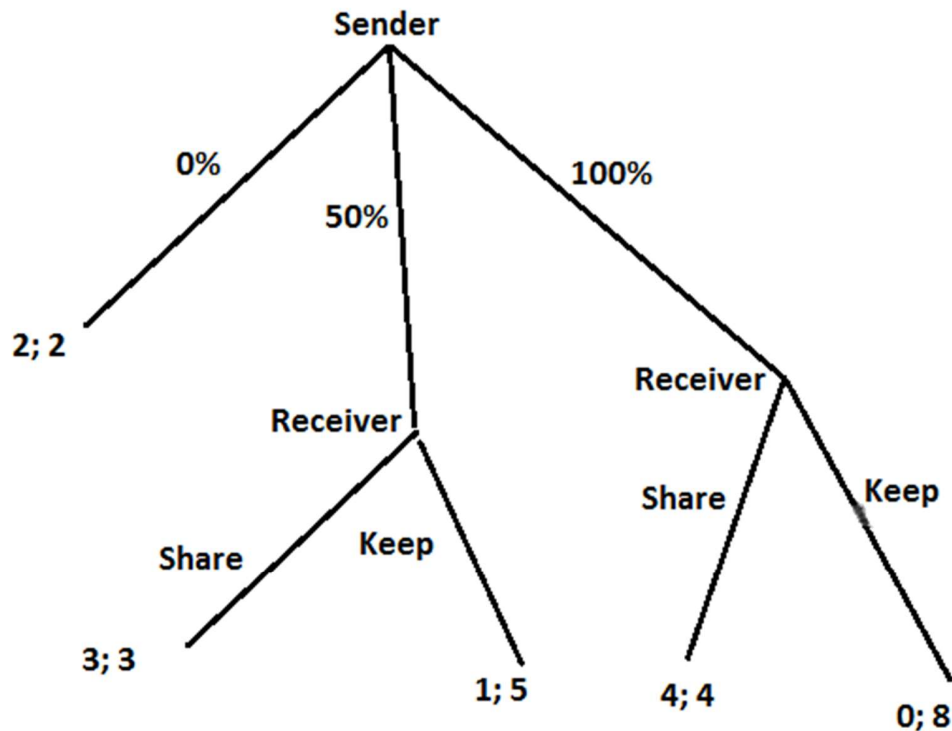 Sender
0%
50%
100%
2; 2
Receiver
Receiver
Share
Keep
Share
Keep
3; 3
1; 5
4; 4
0; 8